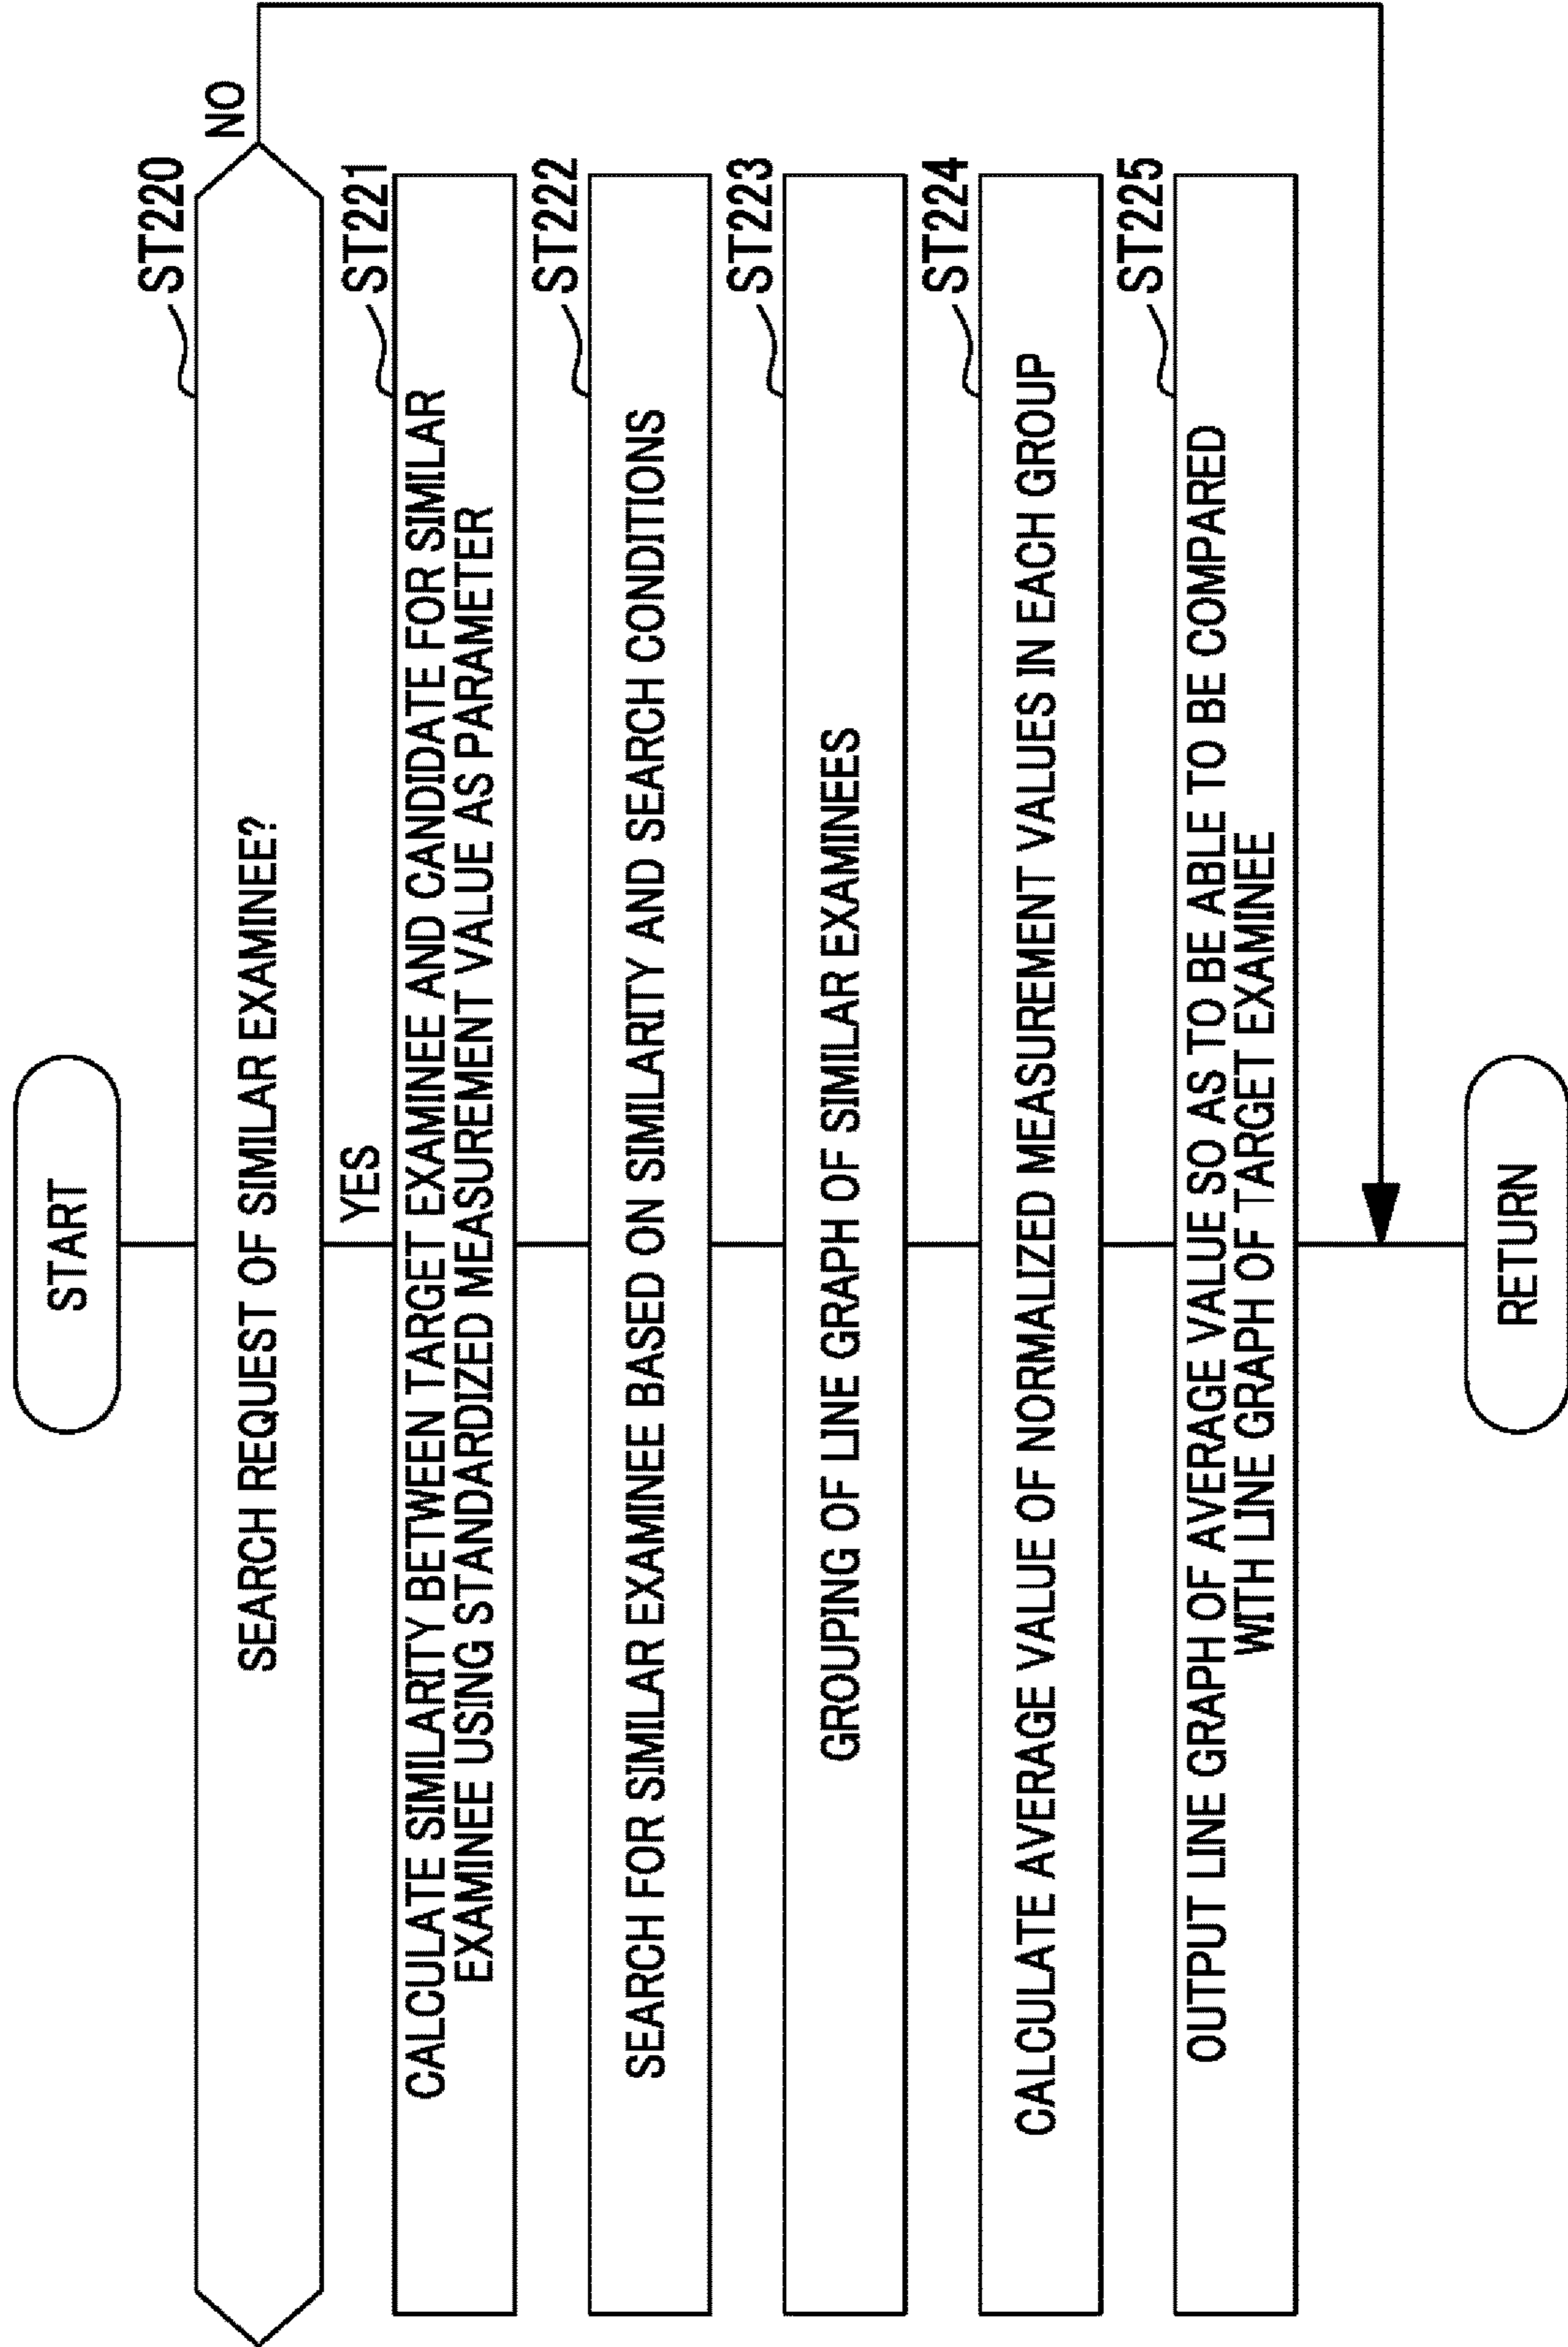 START
ST220
SEARCH REQUEST OF SIMILAR EXAMINEE?
NO
YES
ST221
CALCULATE SIMILARITY BETWEEN TARGET EXAMINEE AND CANDIDATE FOR SIMILAR
EXAMINEE USING STANDARDIZED MEASUREMENT VALUE AS PARAMETER
ST222
SEARCH FOR SIMILAR EXAMINEE BASED ON SIMILARITY AND SEARCH CONDITIONS
ST223
GROUPING OF LINE GRAPH OF SIMILAR EXAMINEES
ST224
CALCULATE AVERAGE VALUE OF NORMALIZED MEASUREMENT VALUES IN EACH GROUP
ST225
OUTPUT LINE GRAPH OF AVERAGE VALUE SO AS TO BE ABLE TO BE COMPARED
WITH LINE GRAPH OF TARGET EXAMINEE
RETURN